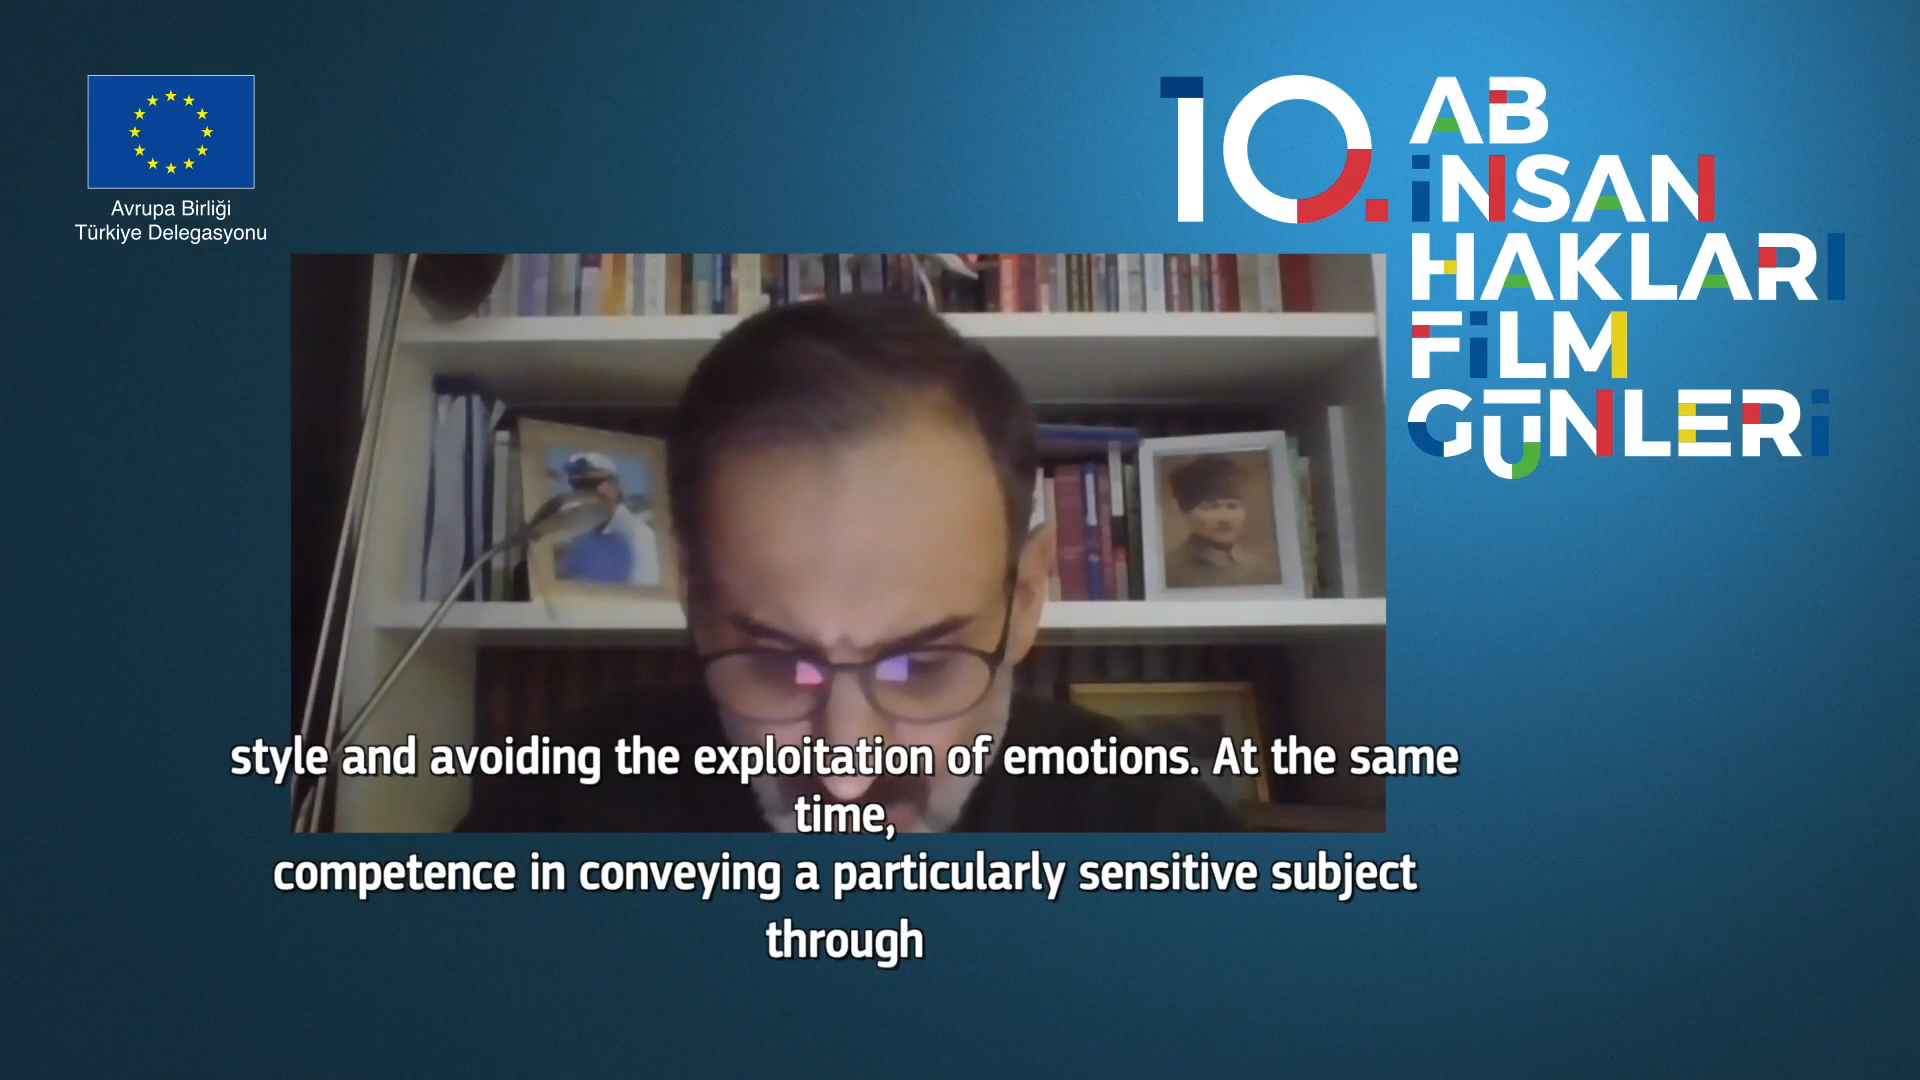 Avrupa Birliği
Türkiye Delegasyonu
10.
AB
İNSAN
HAKLARI
FİLM
GÜNLERİ
style and avoiding the exploitation of emotions. At the same
time,
competence in conveying a particularly sensitive subject
through